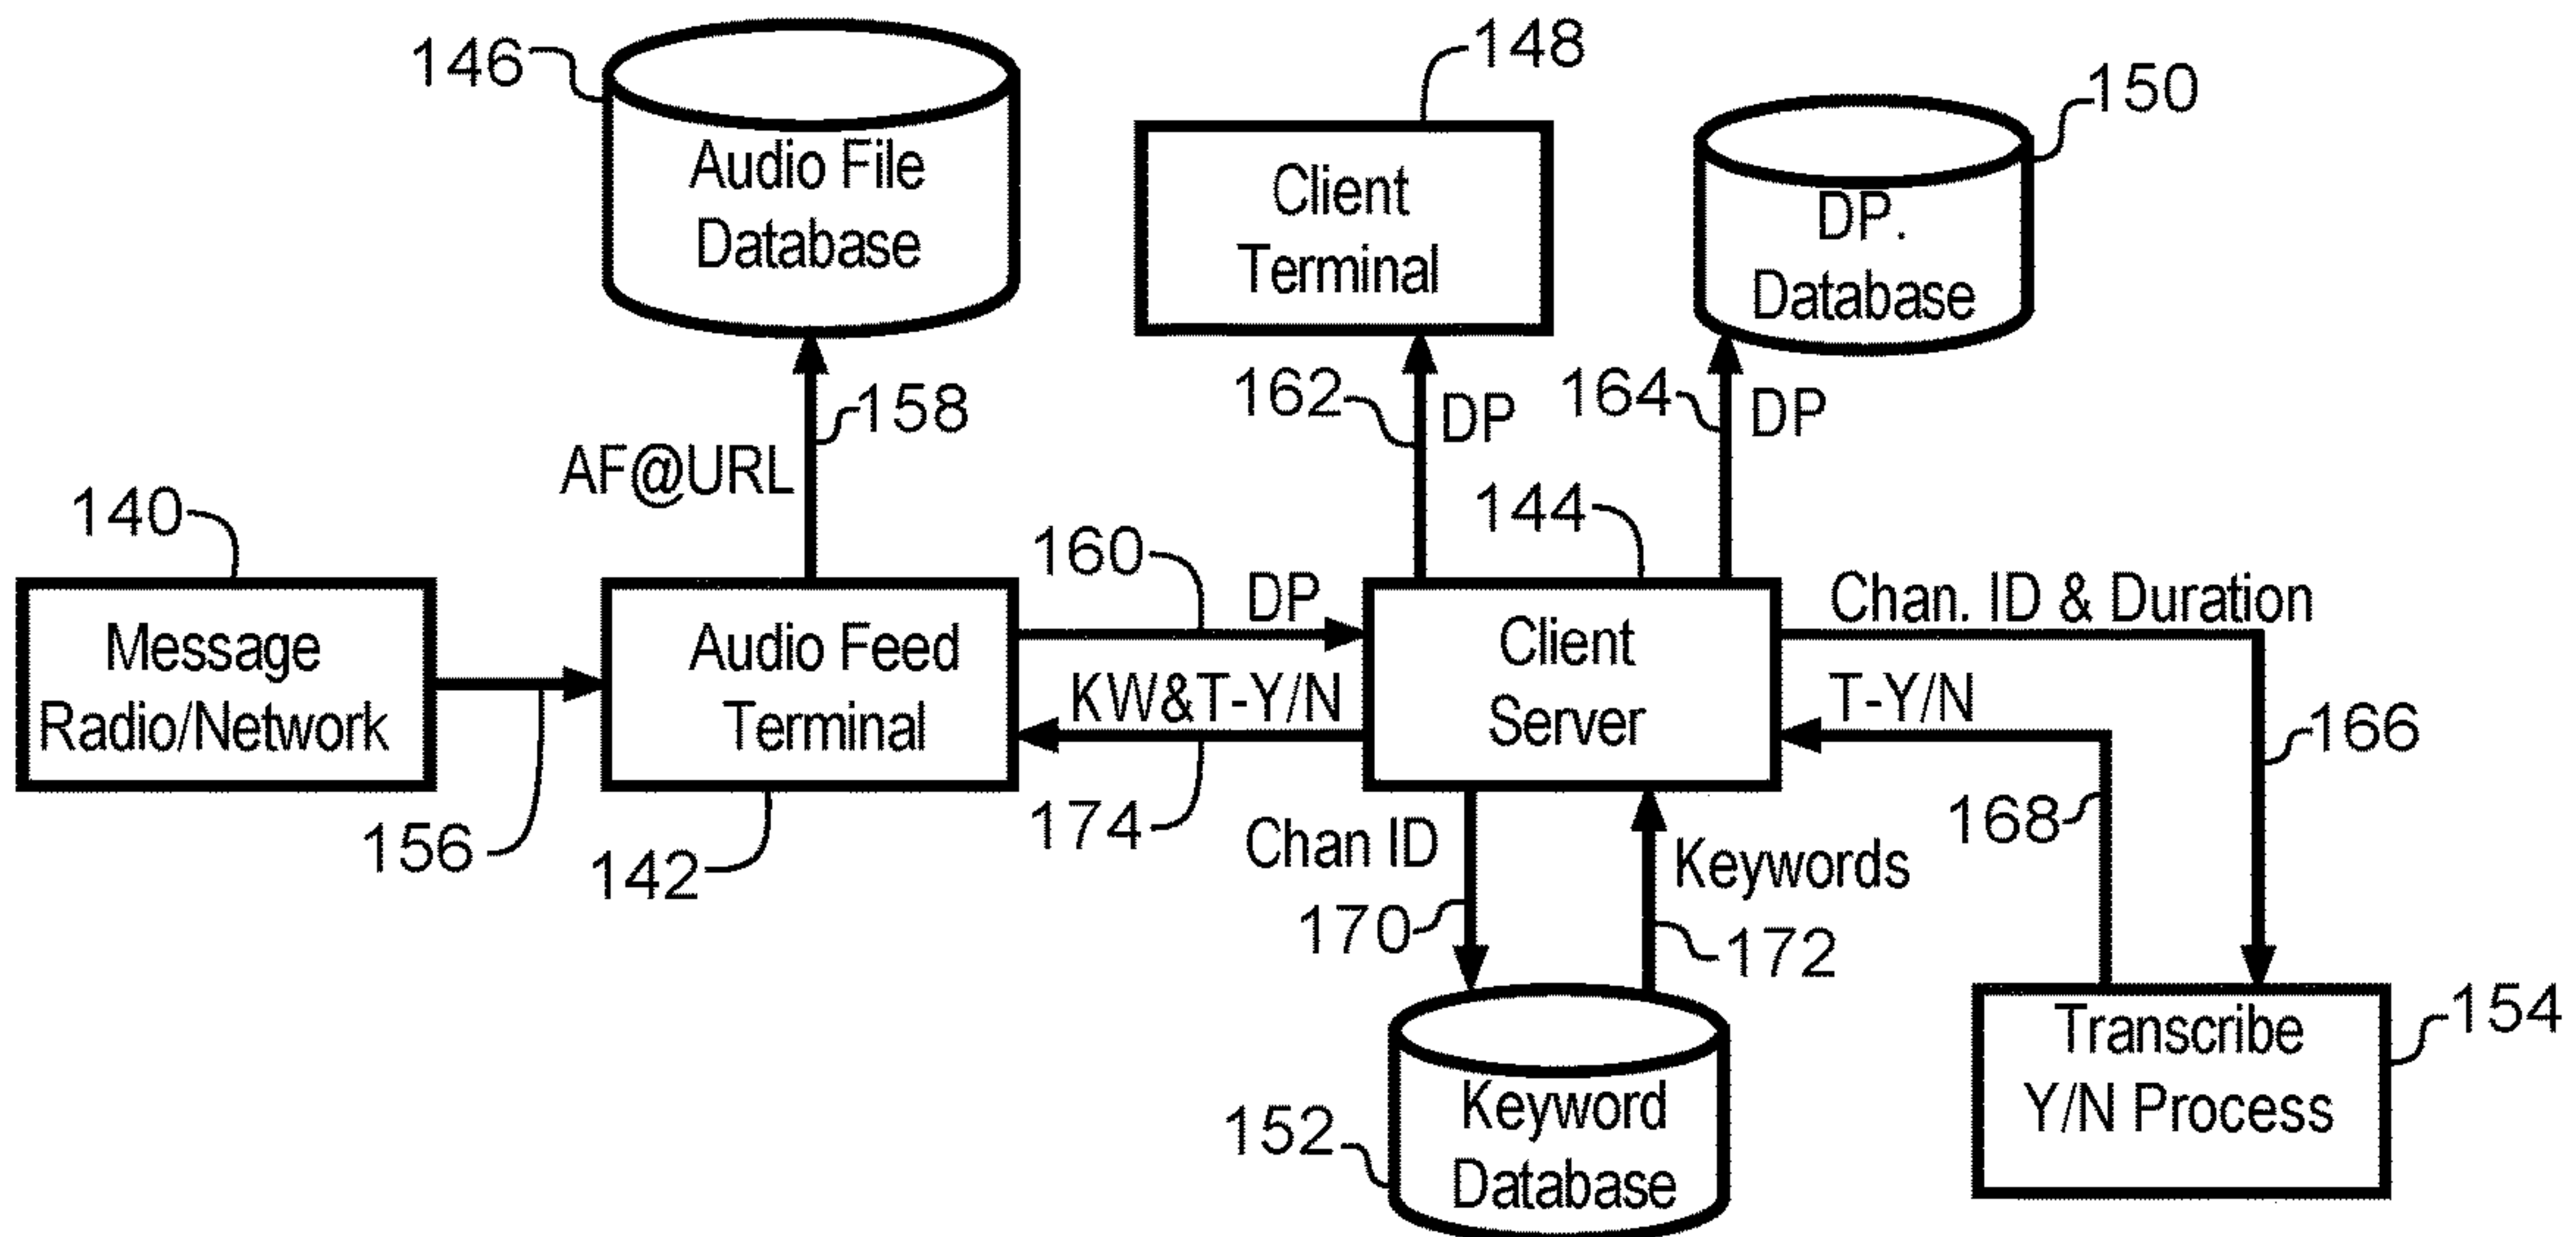 146
Audio File
Database
148
Client
Terminal
150
DP.
Database
158
AF@URL
162
DP
164
DP
140
Message
Radio/Network
156
Audio Feed
Terminal
142
160
DP
KW&T-Y/N
174
144
Client
Server
Chan. ID & Duration
T-Y/N
166
168
Chan ID
170
Keywords
172
152
Keyword
Database
Transcribe
Y/N Process
154